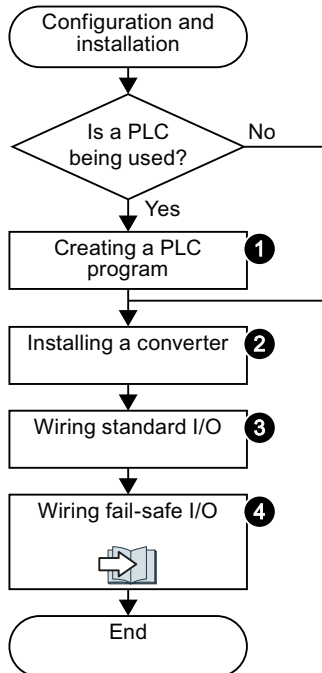 Configuration and
installation
Is a PLC
being used?
No
Yes
Creating a PLC
program
1
Installing a converter
2
Wiring standard I/O
3
Wiring fail-safe I/O
4
End